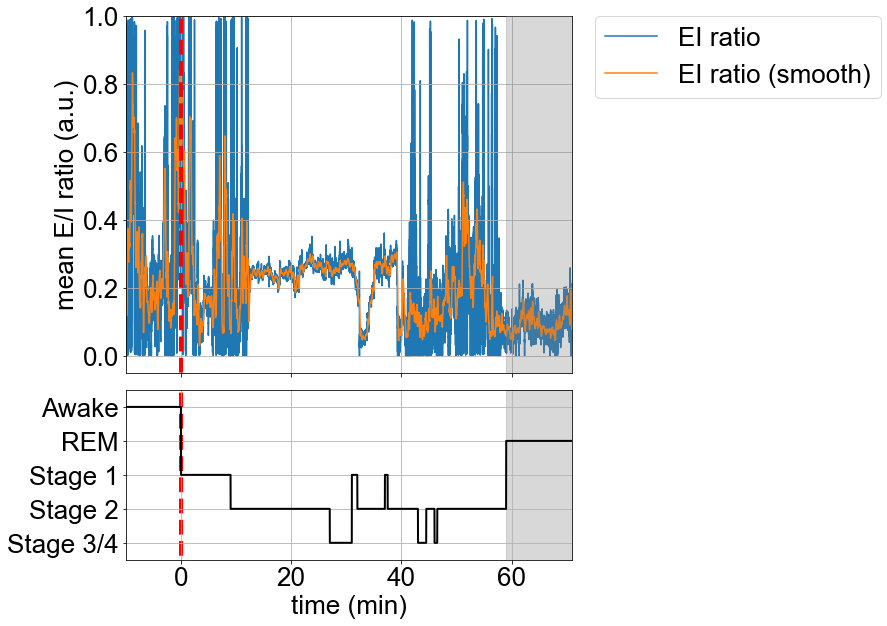 1.0
0.8
0.6
0.4
0.2
0.0
mean E/I ratio (a.u.)
EI ratio
EI ratio (smooth)
Awake
REM
Stage 1
Stage 2
Stage 3/4
0 20 40 60
time (min)